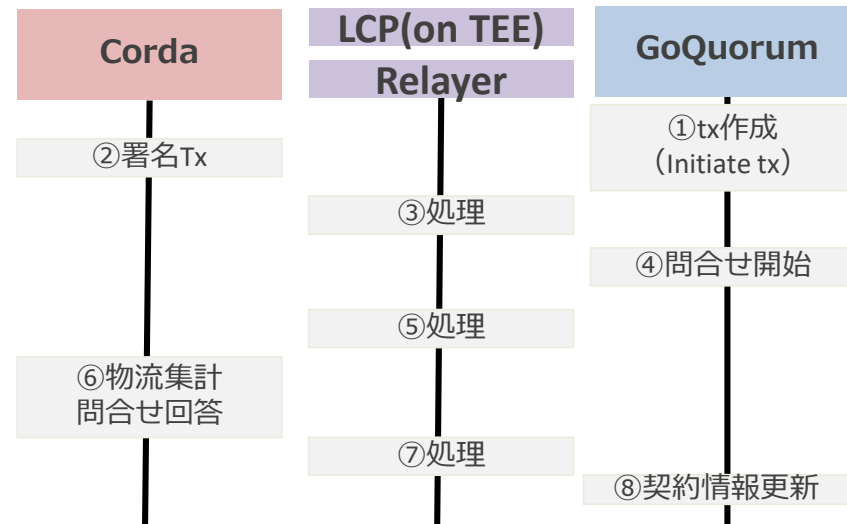 Corda
LCP(on TEE)
Relayer
GoQuorum
①tx作成
（Initiate tx）
②署名Tx
③処理
④問合せ開始
⑤処理
⑥物流集計
問合せ回答
⑦処理
⑧契約情報更新